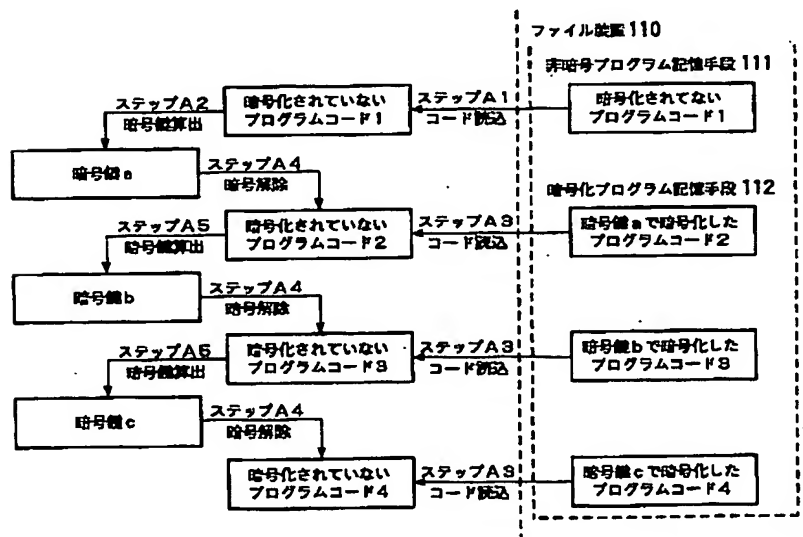 ファイル装置110
非暗号プログラム記憶手段111
ステップA2
暗号鍵算出
暗号化されていない
プログラムコード1
ステップA1
コード読込
暗号化されてない
プログラムコード1
暗号鍵a
ステップA4
暗号解除
暗号化プログラム記憶手段112
ステップA5
暗号鍵算出
暗号化されていない
プログラムコード2
ステップA3
コード読込
暗号鍵aで暗号化した
プログラムコード2
暗号鍵b
ステップA4
暗号解除
ステップA5
暗号鍵算出
暗号化されていない
プログラムコード3
ステップA3
コード読込
暗号鍵bで暗号化した
プログラムコード3
暗号鍵c
ステップA4
暗号解除
暗号化されていない
プログラムコード4
ステップA3
コード読込
暗号鍵cで暗号化した
プログラムコード4